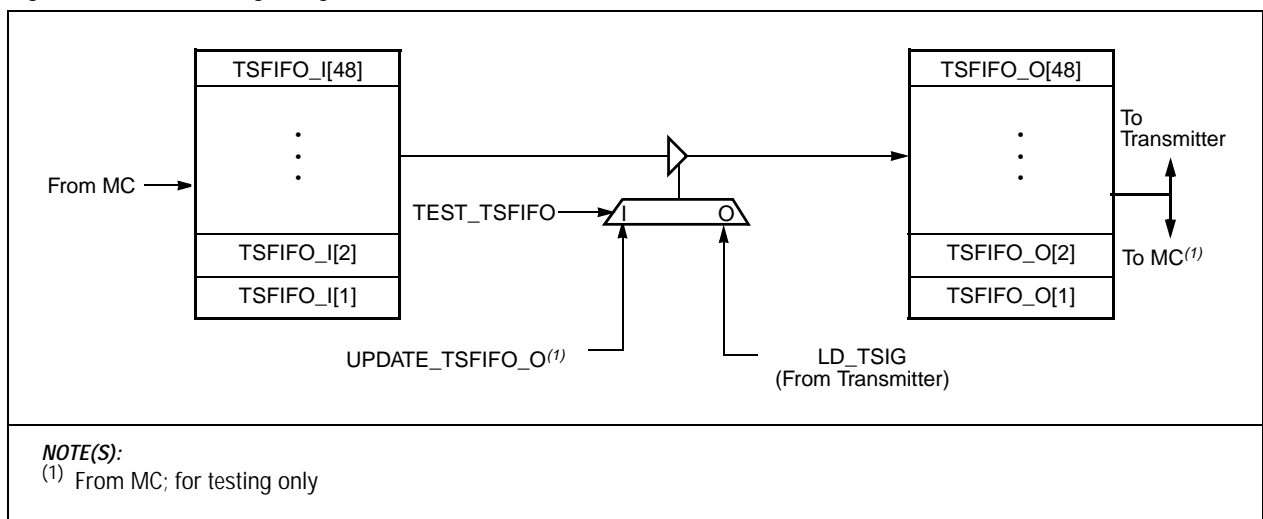 TSFIFO_I[48]
TSFIFO_O[48]
To
Transmitter
From MC
TEST_TSFIFO
I
O
TSFIFO_I[2]
TSFIFO_O[2]
To MC(1)
TSFIFO_I[1]
TSFIFO_O[1]
UPDATE_TSFIFO_O(1)
LD_TSIG
(From Transmitter)
NOTE(S):
(1) From MC; for testing only